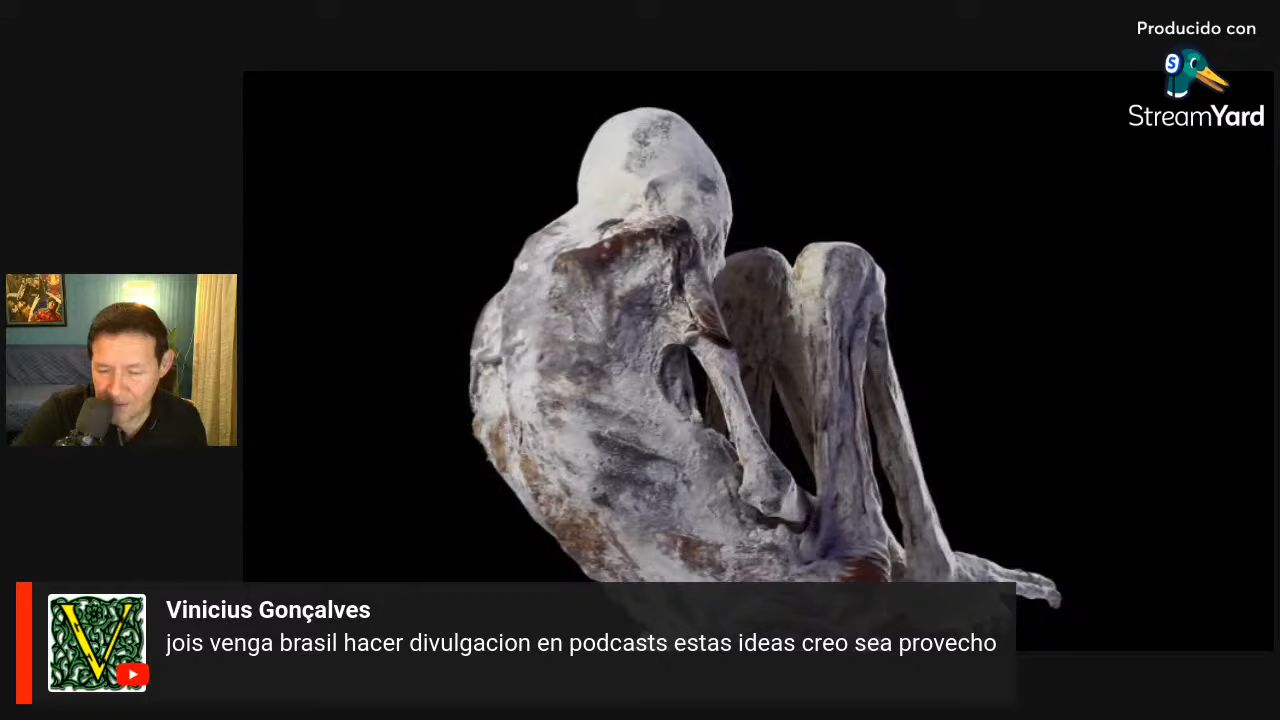 Producido con
StreamYard
Vinicius Gonçalves
jois venga brasil hacer divulgacion en podcasts estas ideas creo sea provecho